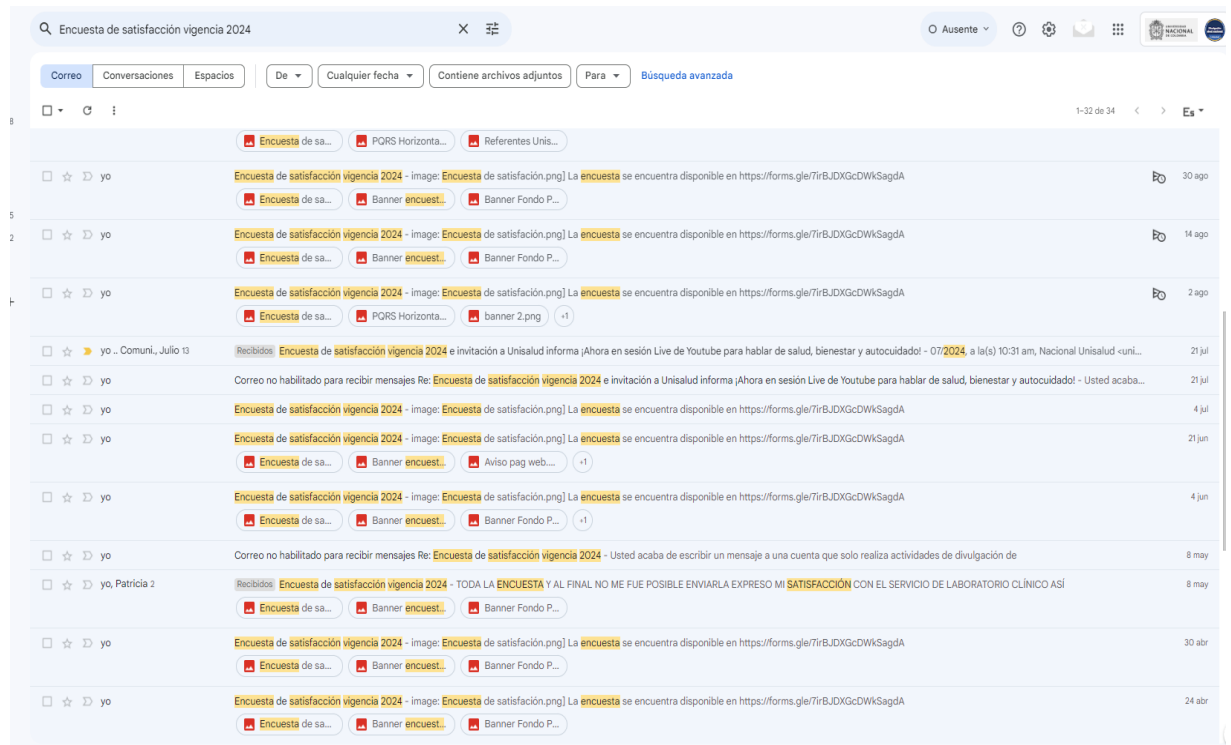 Encuesta de satisfacción vigencia 2024
Ausente
UNIVERSIDAD NACIONAL DE COLOMBIA
Correo Conversaciones Espacios De Cualquier fecha Contiene archivos adjuntos Para Búsqueda avanzada
1–32 de 34 Es
8
Encuesta de sa... PQRS Horizonta... Referentes Unis...
yo Encuesta de satisfacción vigencia 2024 - image: Encuesta de satisfación.png] La encuesta se encuentra disponible en https://forms.gle/7irBJDXGcDWkSagdA 30 ago
Encuesta de sa... Banner encuest... Banner Fondo P...
5
2
yo Encuesta de satisfacción vigencia 2024 - image: Encuesta de satisfación.png] La encuesta se encuentra disponible en https://forms.gle/7irBJDXGcDWkSagdA 14 ago
Encuesta de sa... Banner encuest... Banner Fondo P...
yo Encuesta de satisfacción vigencia 2024 - image: Encuesta de satisfación.png] La encuesta se encuentra disponible en https://forms.gle/7irBJDXGcDWkSagdA 2 ago
Encuesta de sa... PQRS Horizonta... banner 2.png +1
yo .. Comuni., Julio 13 Recibidos Encuesta de satisfacción vigencia 2024 e invitación a Unisalud informa ¡Ahora en sesión Live de Youtube para hablar de salud, bienestar y autocuidado! - 07/2024, a la(s) 10:31 am, Nacional Unisalud <uni... 21 jul
yo Correo no habilitado para recibir mensajes Re: Encuesta de satisfacción vigencia 2024 e invitación a Unisalud informa ¡Ahora en sesión Live de Youtube para hablar de salud, bienestar y autocuidado! - Usted acaba... 21 jul
yo Encuesta de satisfacción vigencia 2024 - image: Encuesta de satisfación.png] La encuesta se encuentra disponible en https://forms.gle/7irBJDXGcDWkSagdA 4 jul
yo Encuesta de satisfacción vigencia 2024 - image: Encuesta de satisfación.png] La encuesta se encuentra disponible en https://forms.gle/7irBJDXGcDWkSagdA 21 jun
Encuesta de sa... Banner encuest... Aviso pag web.... +1
yo Encuesta de satisfacción vigencia 2024 - image: Encuesta de satisfación.png] La encuesta se encuentra disponible en https://forms.gle/7irBJDXGcDWkSagdA 4 jun
Encuesta de sa... Banner encuest... Banner Fondo P... +1
yo Correo no habilitado para recibir mensajes Re: Encuesta de satisfacción vigencia 2024 - Usted acaba de escribir un mensaje a una cuenta que solo realiza actividades de divulgación de 8 may
yo, Patricia 2 Recibidos Encuesta de satisfacción vigencia 2024 - TODA LA ENCUESTA Y AL FINAL NO ME FUE POSIBLE ENVIARLA EXPRESO MI SATISFACCIÓN CON EL SERVICIO DE LABORATORIO CLÍNICO ASÍ 8 may
Encuesta de sa... Banner encuest... Banner Fondo P...
yo Encuesta de satisfacción vigencia 2024 - image: Encuesta de satisfación.png] La encuesta se encuentra disponible en https://forms.gle/7irBJDXGcDWkSagdA 30 abr
Encuesta de sa... Banner encuest... Banner Fondo P...
yo Encuesta de satisfacción vigencia 2024 - image: Encuesta de satisfación.png] La encuesta se encuentra disponible en https://forms.gle/7irBJDXGcDWkSagdA 24 abr
Encuesta de sa... Banner encuest... Banner Fondo P...